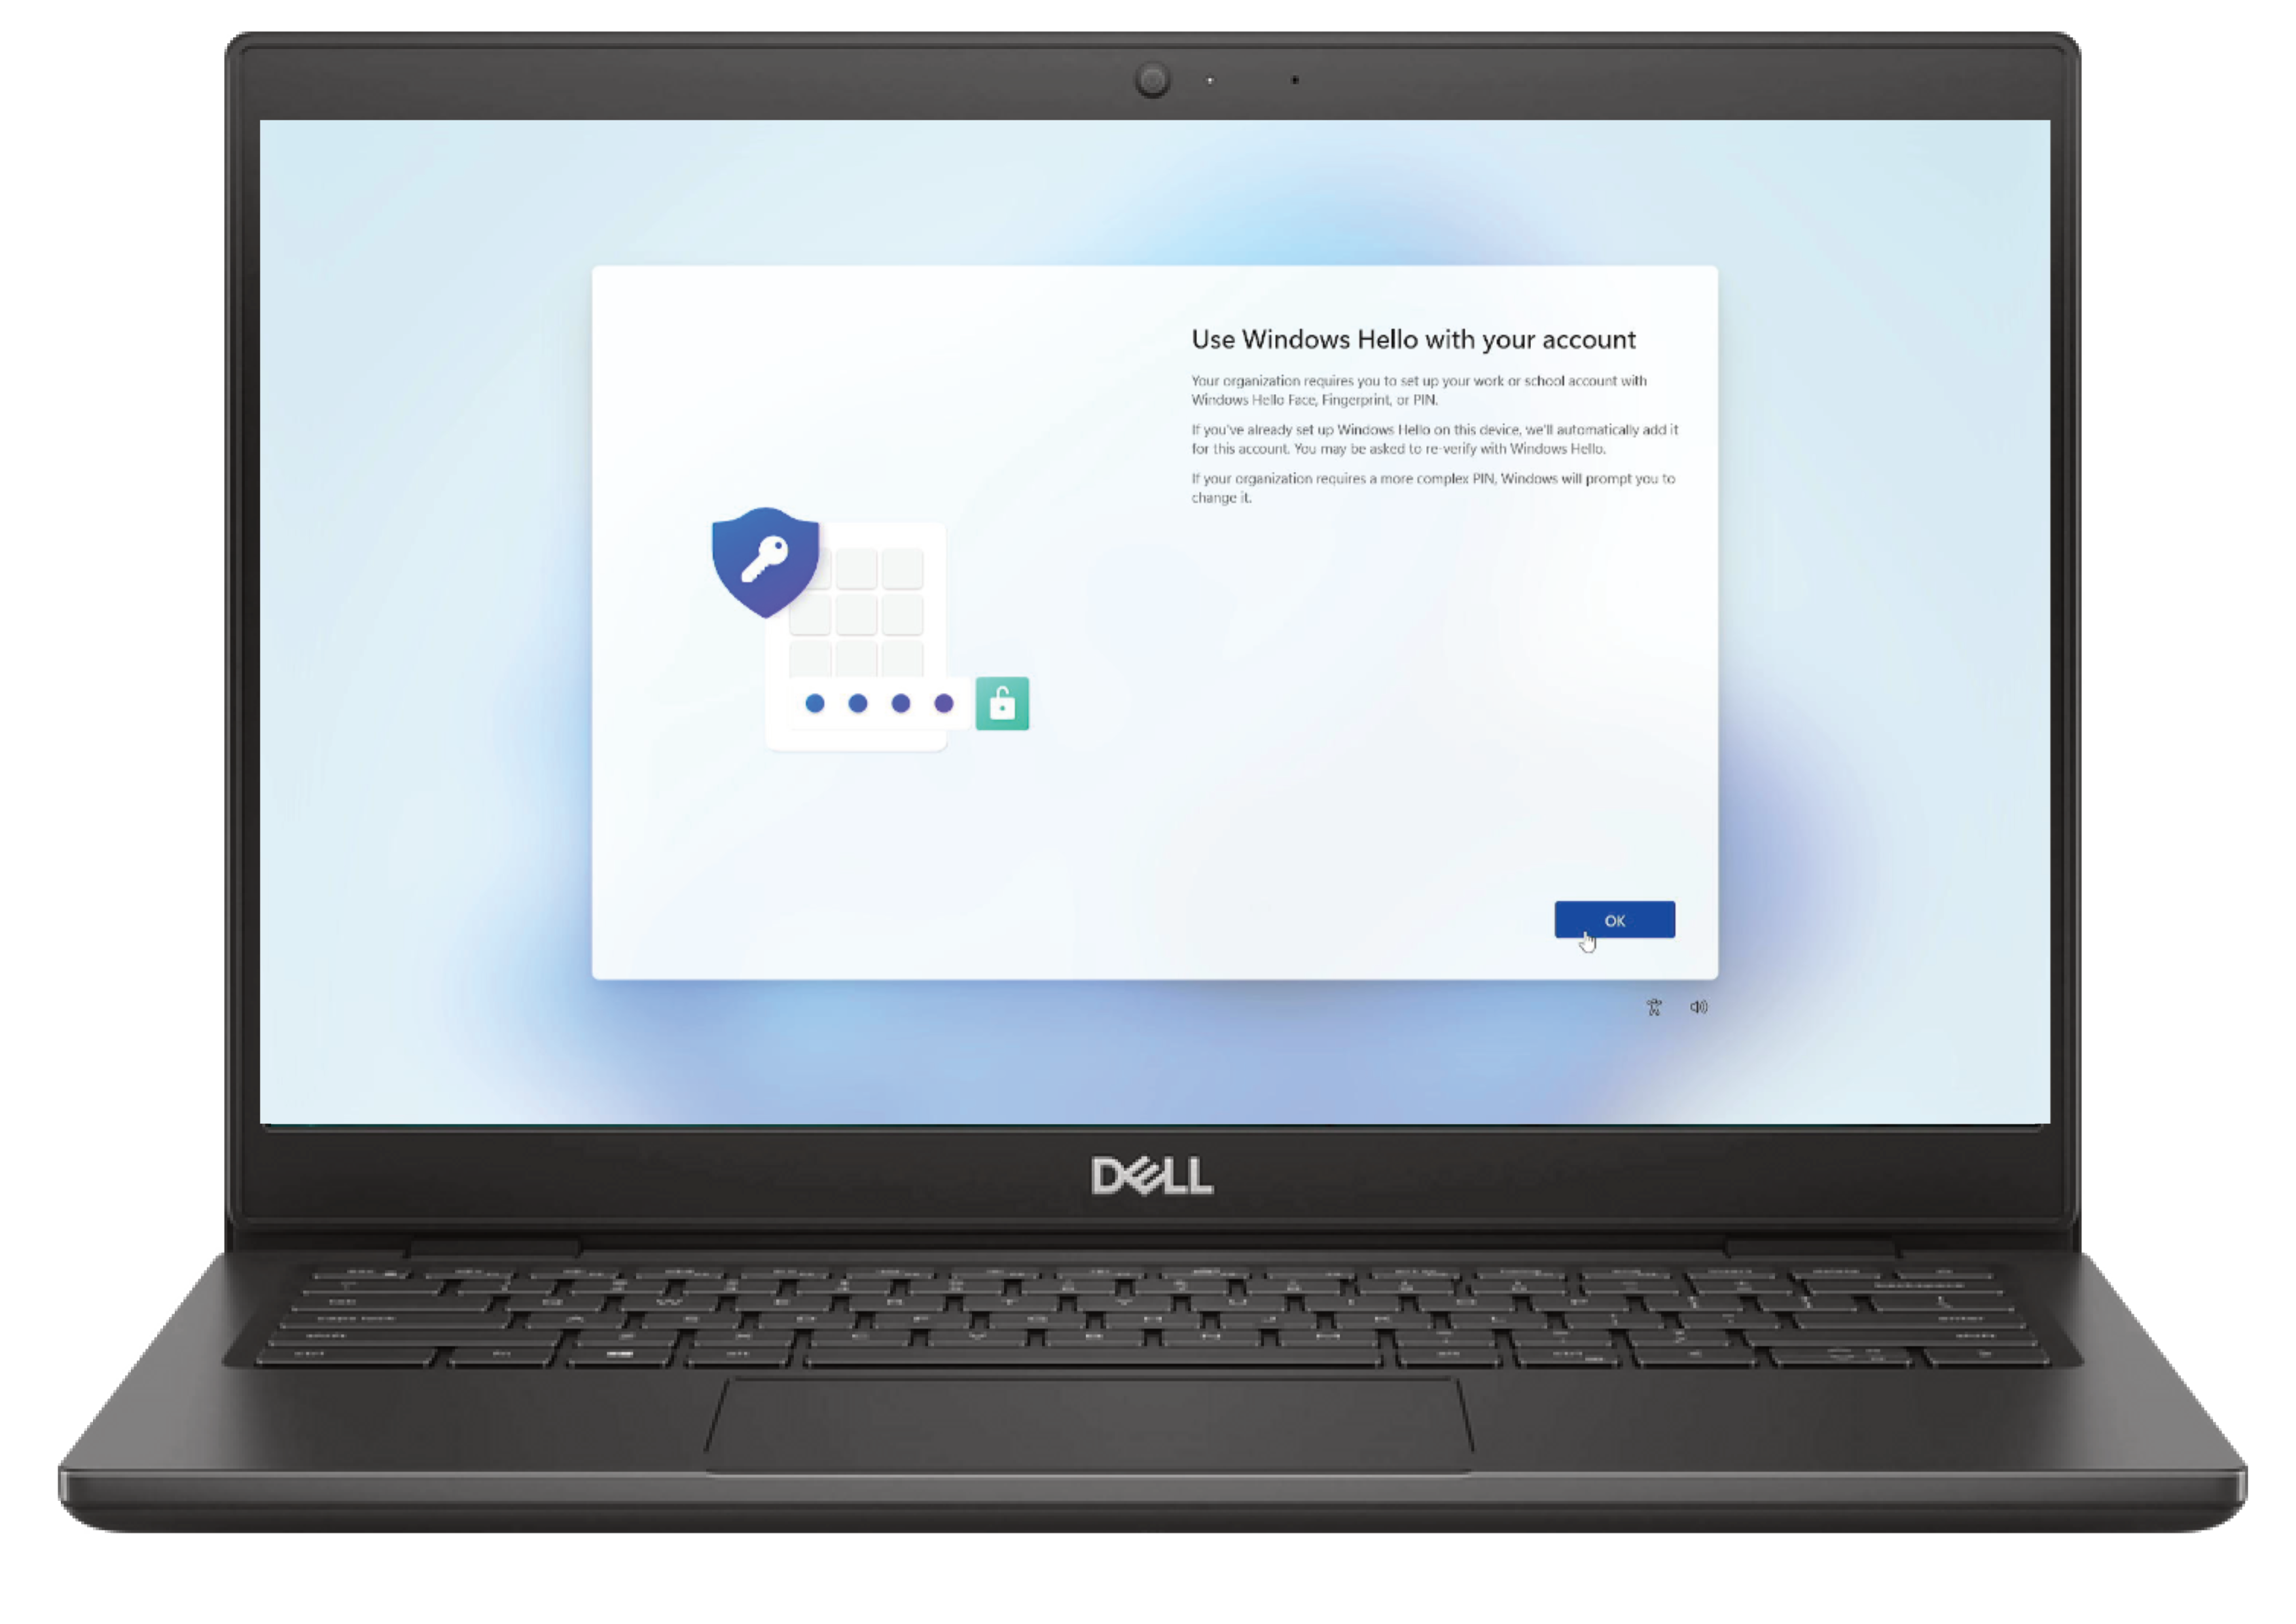 Use Windows Hello with your account
Your organization requires you to set up your work or school account with
Windows Hello Face, Fingerprint, or PIN.
If you've already set up Windows Hello on this device, we'll automatically add it
for this account. You may be asked to re-verify with Windows Hello.
If your organization requires a more complex PIN, Windows will prompt you to
change it.
OK
DELL